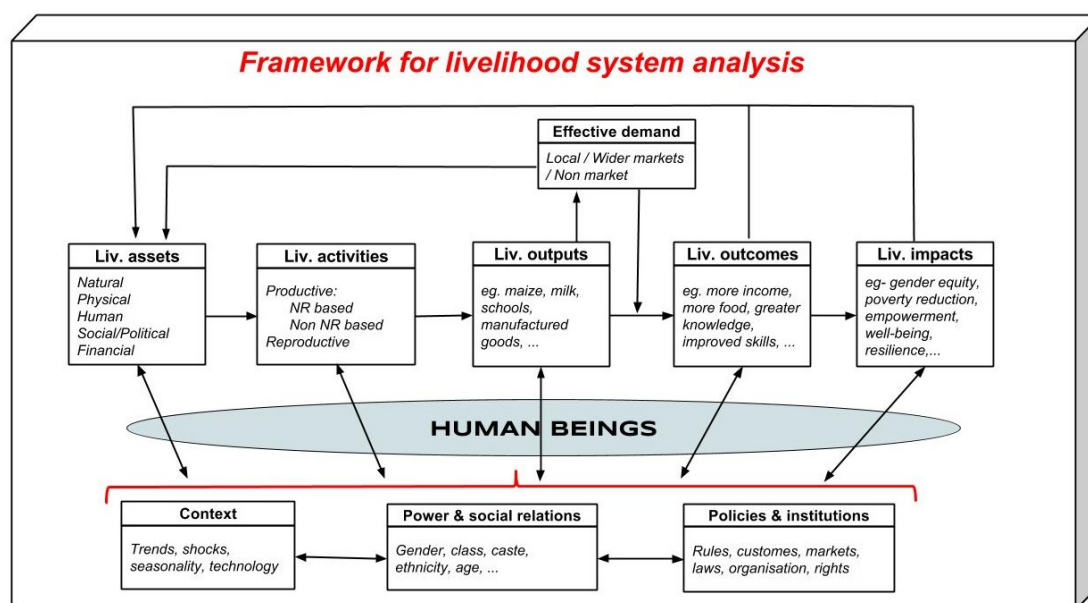 Framework for livelihood system analysis
Effective demand
Local / Wider markets
/ Non market
Liv. assets
Natural
Physical
Human
Social/Political
Financial
Liv. activities
Productive:
NR based
Non NR based
Reproductive
Liv. outputs
eg. maize, milk,
schools,
manufactured
goods, ...
Liv. outcomes
eg. more income,
more food, greater
knowledge,
improved skills, ...
Liv. impacts
eg- gender equity,
poverty reduction,
empowerment,
well-being,
resilience,...
HUMAN BEINGS
Context
Trends, shocks,
seasonality, technology
Power & social relations
Gender, class, caste,
ethnicity, age, ...
Policies & institutions
Rules, customes, markets,
laws, organisation, rights